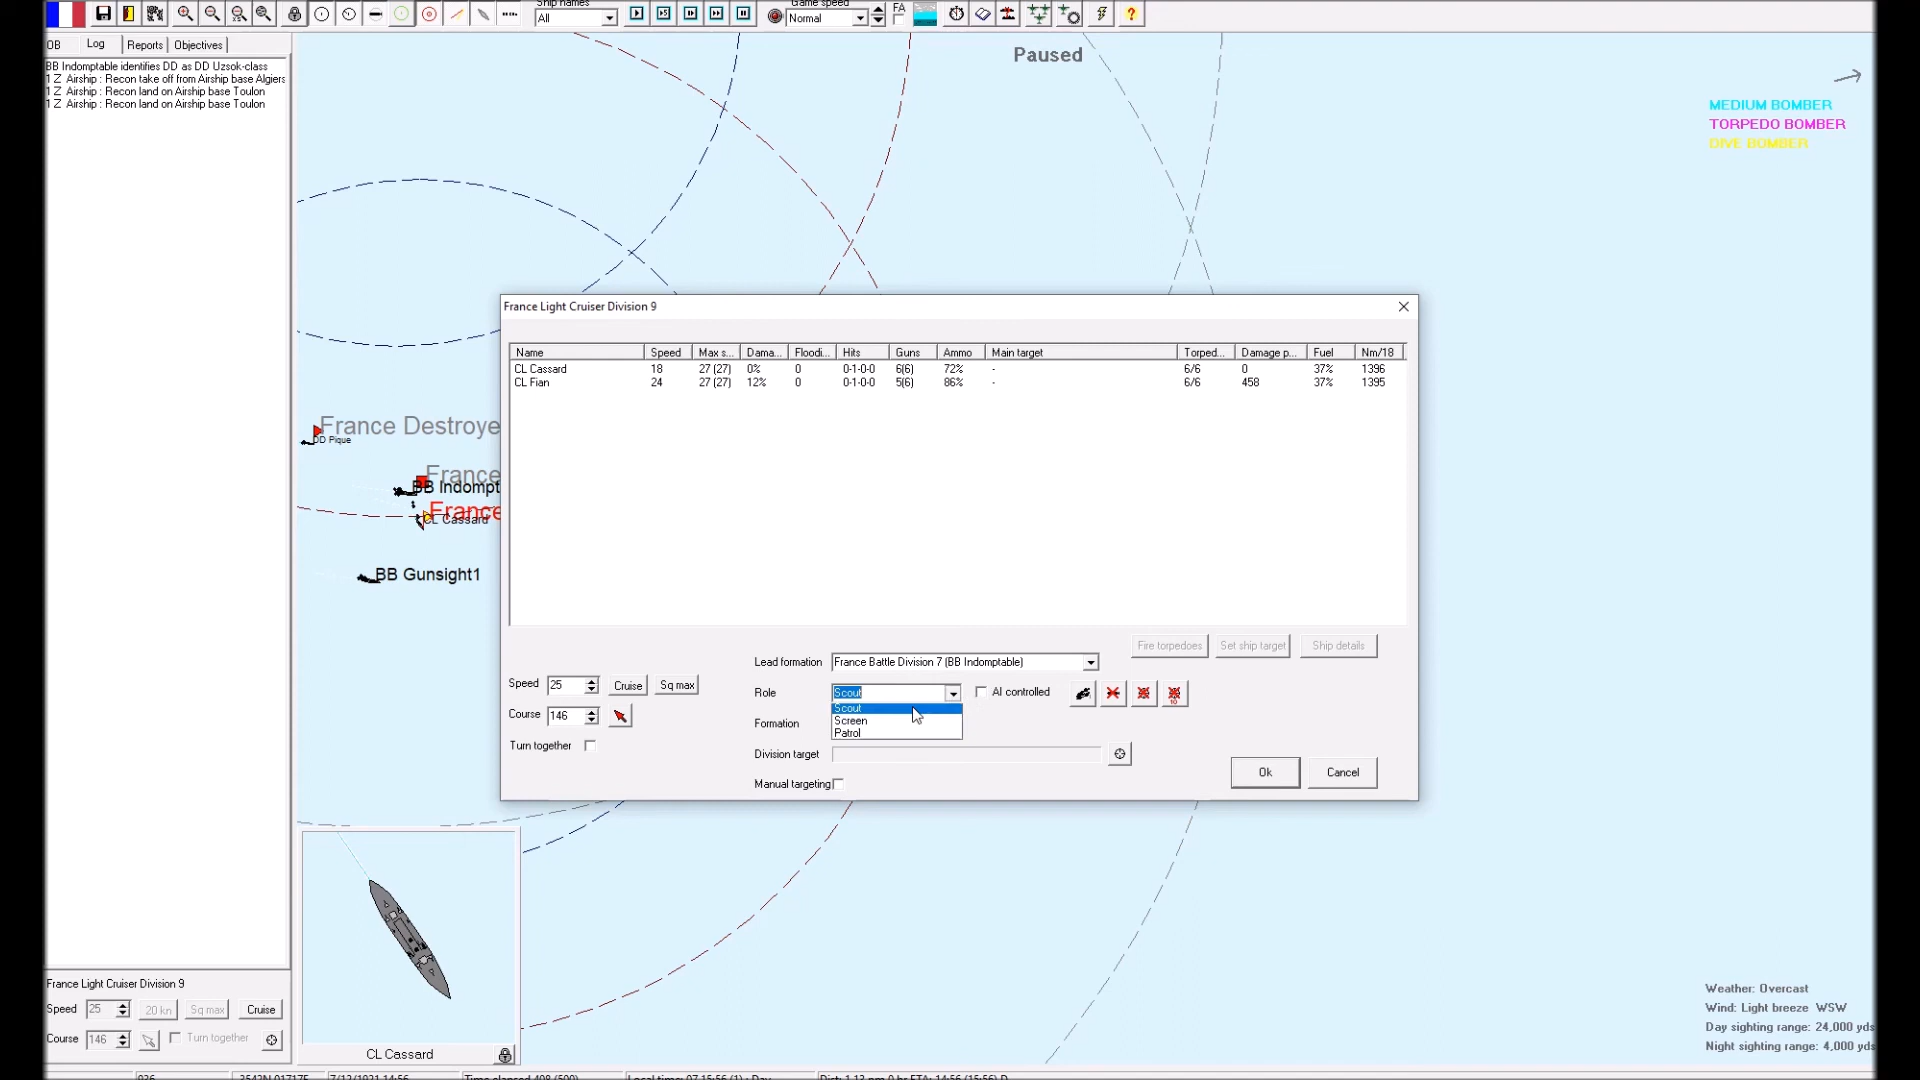 Ship names
All
Game speed
Normal
FA
OB Log Reports Objectives
BB Indomptable identifies DD as DD Uzsok-class
1 Z Airship : Recon take off from Airship base Algiers
1 Z Airship : Recon land on Airship base Toulon
1 Z Airship : Recon land on Airship base Toulon
Paused
MEDIUM BOMBER
TORPEDO BOMBER
DIVE BOMBER
France Light Cruiser Division 9
Name Speed Max s... Dama... Floodi... Hits Guns Ammo Main target Torped... Damage p... Fuel Nm/18
CL Cassard 18 27 (27) 0% 0 0-1-0-0 6(6) 72% - 6/6 0 37% 1396
CL Fian 24 27 (27) 12% 0 0-1-0-0 5(6) 86% - 6/6 458 37% 1395
France Destroye
DD Pique
France
BB Indompt
France
CL Cassard
BB Gunsight1
Fire torpedoes Set ship target Ship details
Lead formation France Battle Division 7 (BB Indomptable)
Speed 25 Cruise Sq max
Role Scout AI controlled
10
Scout
Screen
Patrol
Course 146
Formation
Turn together
Division target
Ok Cancel
Manual targeting
France Light Cruiser Division 9
Speed 25 20 kn Sq max Cruise
Course 146 Turn together
CL Cassard
Weather: Overcast
Wind: Light breeze WSW
Day sighting range: 24,000 yds
Night sighting range: 4,000 yds